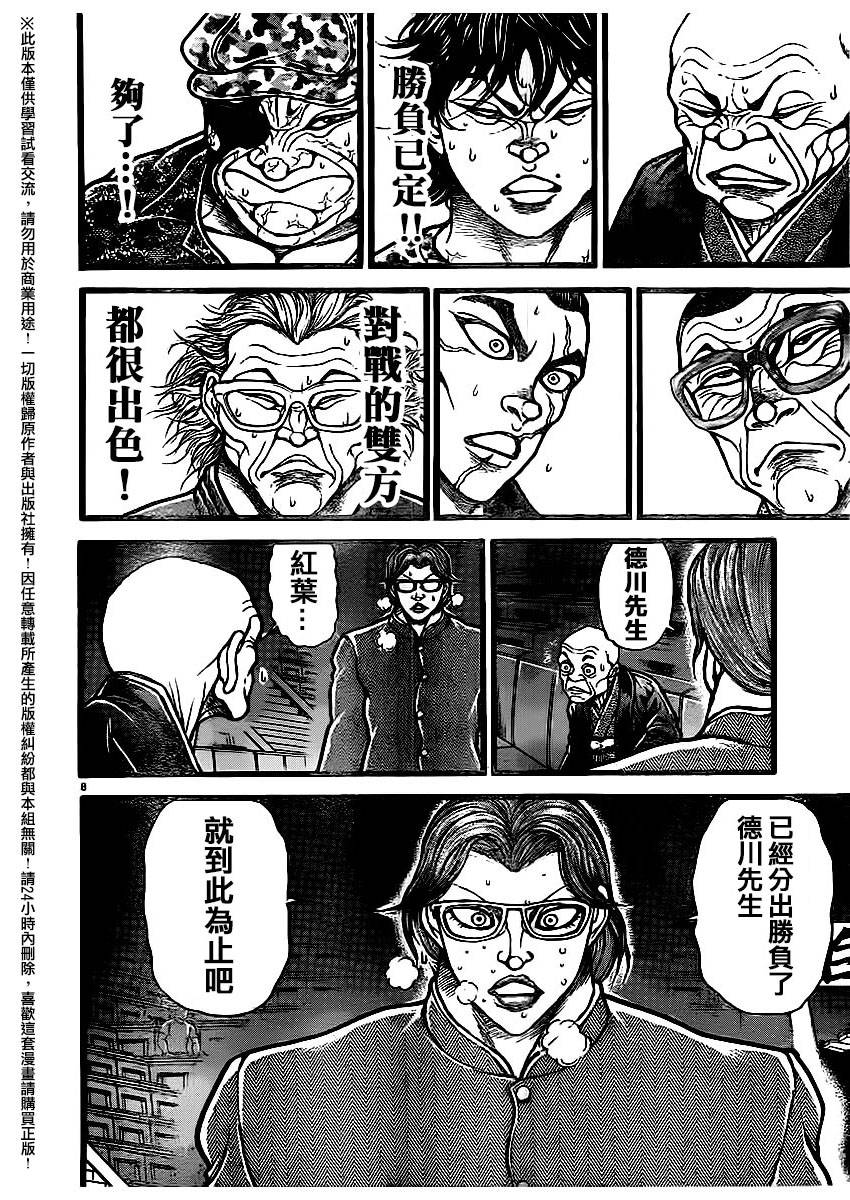 勝負已定!!
夠了…!!
對戰的雙方
都很出色！
德川先生
紅葉…
8
已經分出勝負了
德川先生
就到此為止吧
※此版本僅供學習試看交流，請勿用於商業用途！一切版權歸原作者與出版社擁有！因任意轉載所產生的版權糾紛都與本組無關！請24小時內刪除，喜歡這套漫畫請購買正版！